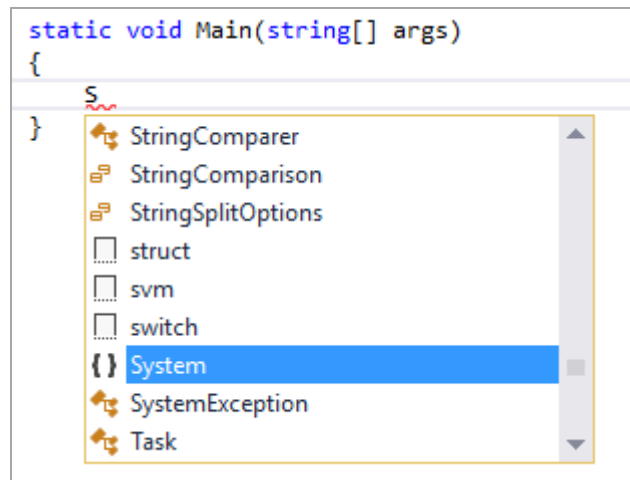 static void Main(string[] args)
{
S
}
StringComparer
StringComparison
StringSplitOptions
struct
svm
switch
{} System
SystemException
Task